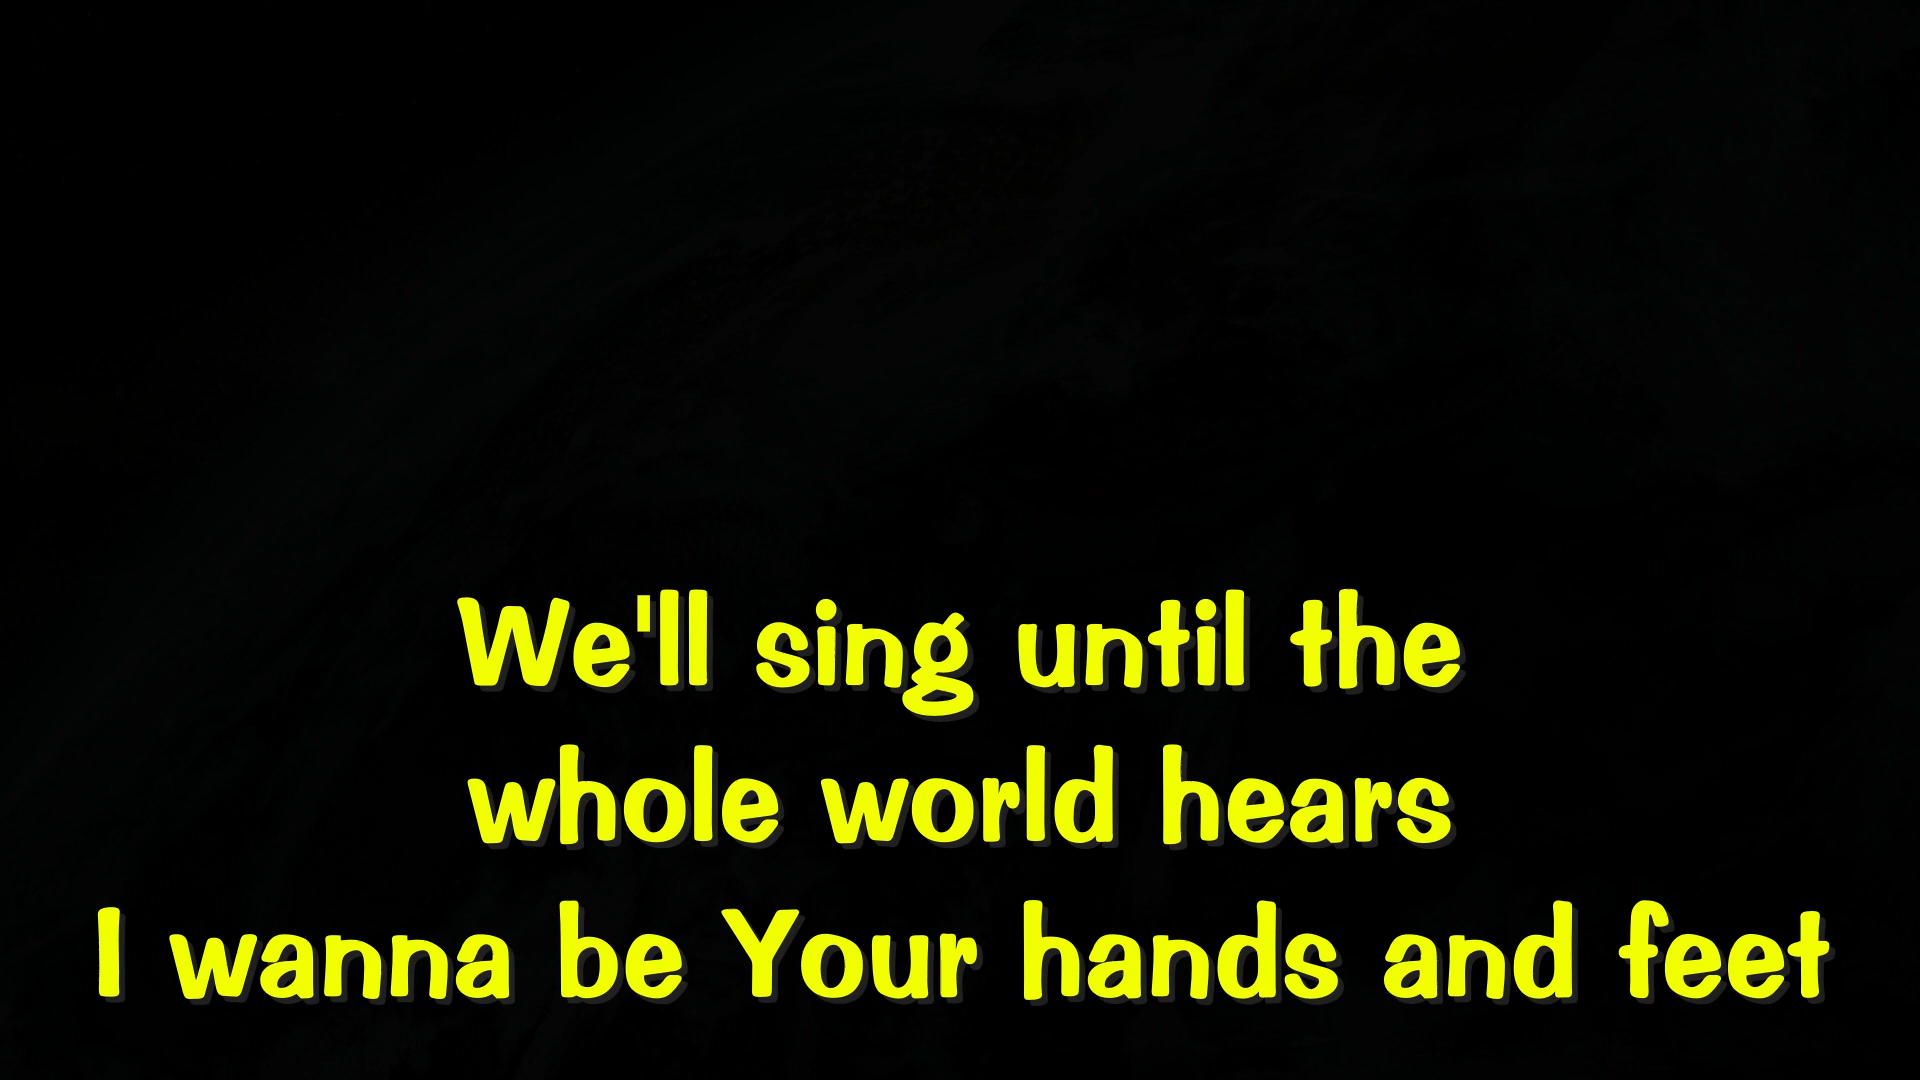 We'll sing until the
whole world hears
I wanna be Your hands and feet